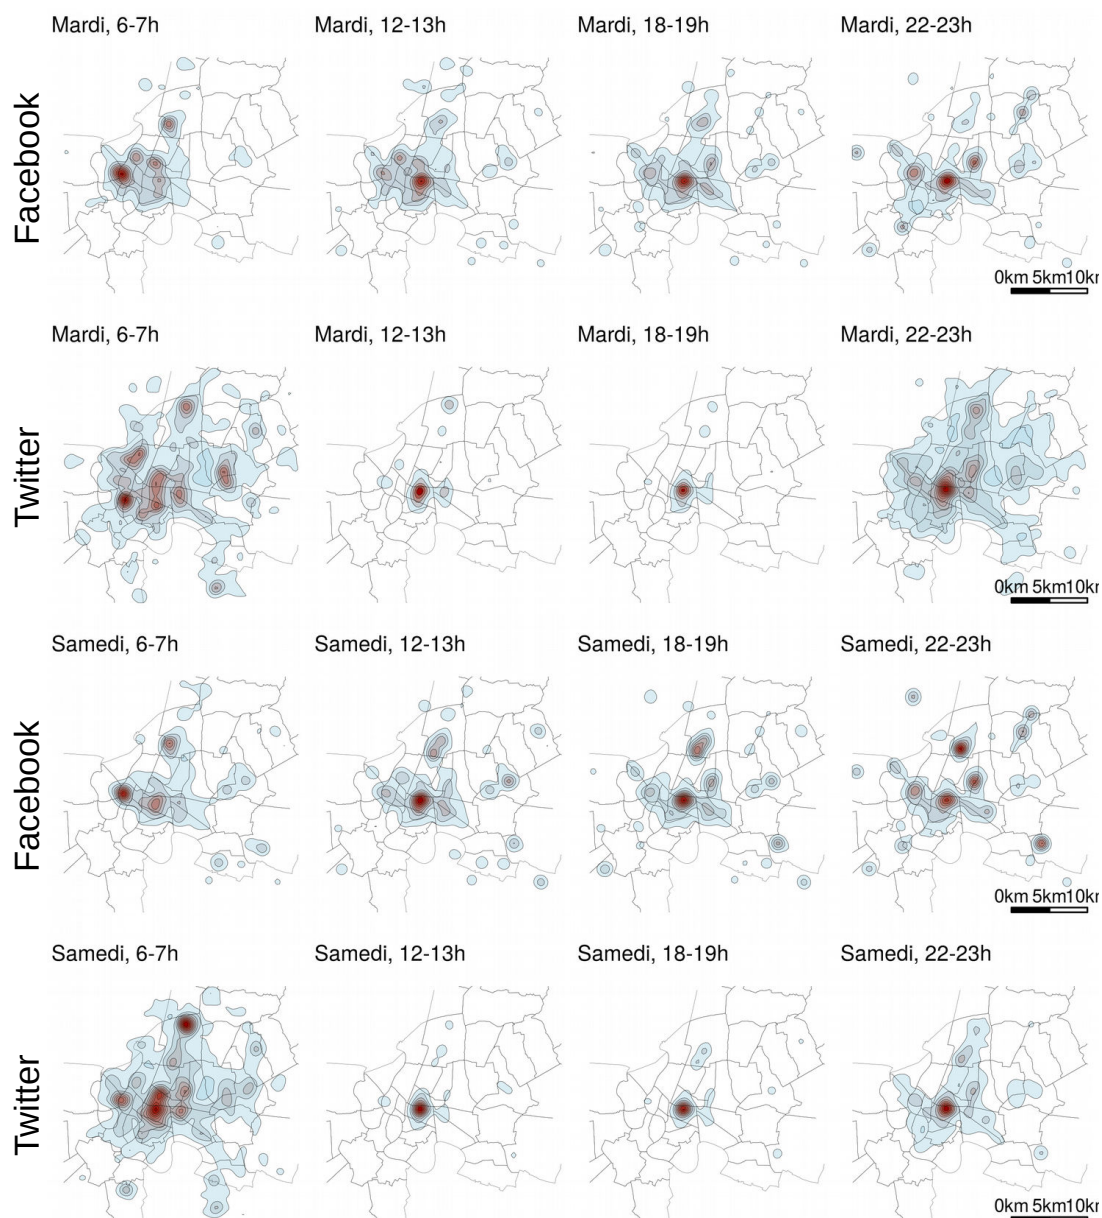 Mardi, 6-7h
Mardi, 12-13h
Mardi, 18-19h
Mardi, 22-23h
Facebook
0km 5km10km
Mardi, 6-7h
Mardi, 12-13h
Mardi, 18-19h
Mardi, 22-23h
Twitter
0km 5km10km
Samedi, 6-7h
Samedi, 12-13h
Samedi, 18-19h
Samedi, 22-23h
Facebook
0km 5km10km
Samedi, 6-7h
Samedi, 12-13h
Samedi, 18-19h
Samedi, 22-23h
Twitter
0km 5km10km